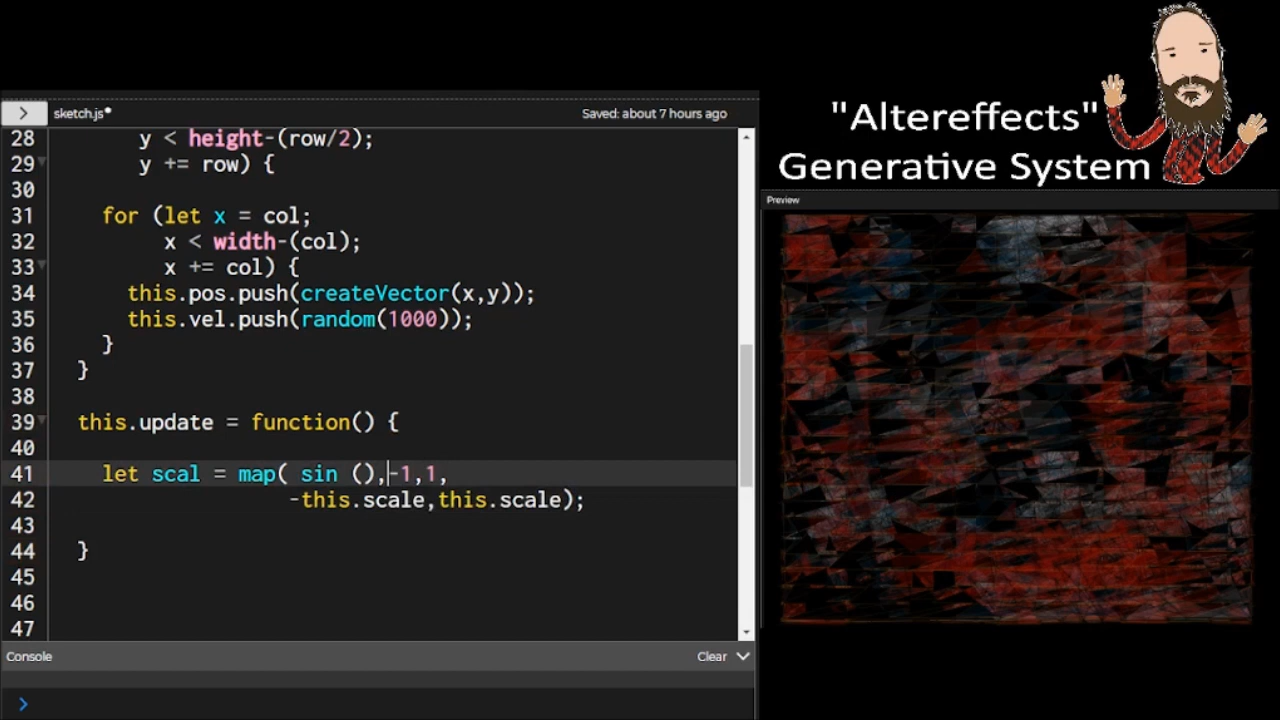 "Altereffects"
Generative System
sketch.js*
Saved: about 7 hours ago
Preview
28 y < height-(row/2);
29 y += row) {
30
31 for (let x = col;
32 x < width-(col);
33 x += col) {
34 this.pos.push(createVector(x,y));
35 this.vel.push(random(1000));
36 }
37 }
38
39 this.update = function() {
40
41 let scal = map( sin (),-1,1,
42 -this.scale,this.scale);
43
44 }
45
46
47
Console
Clear